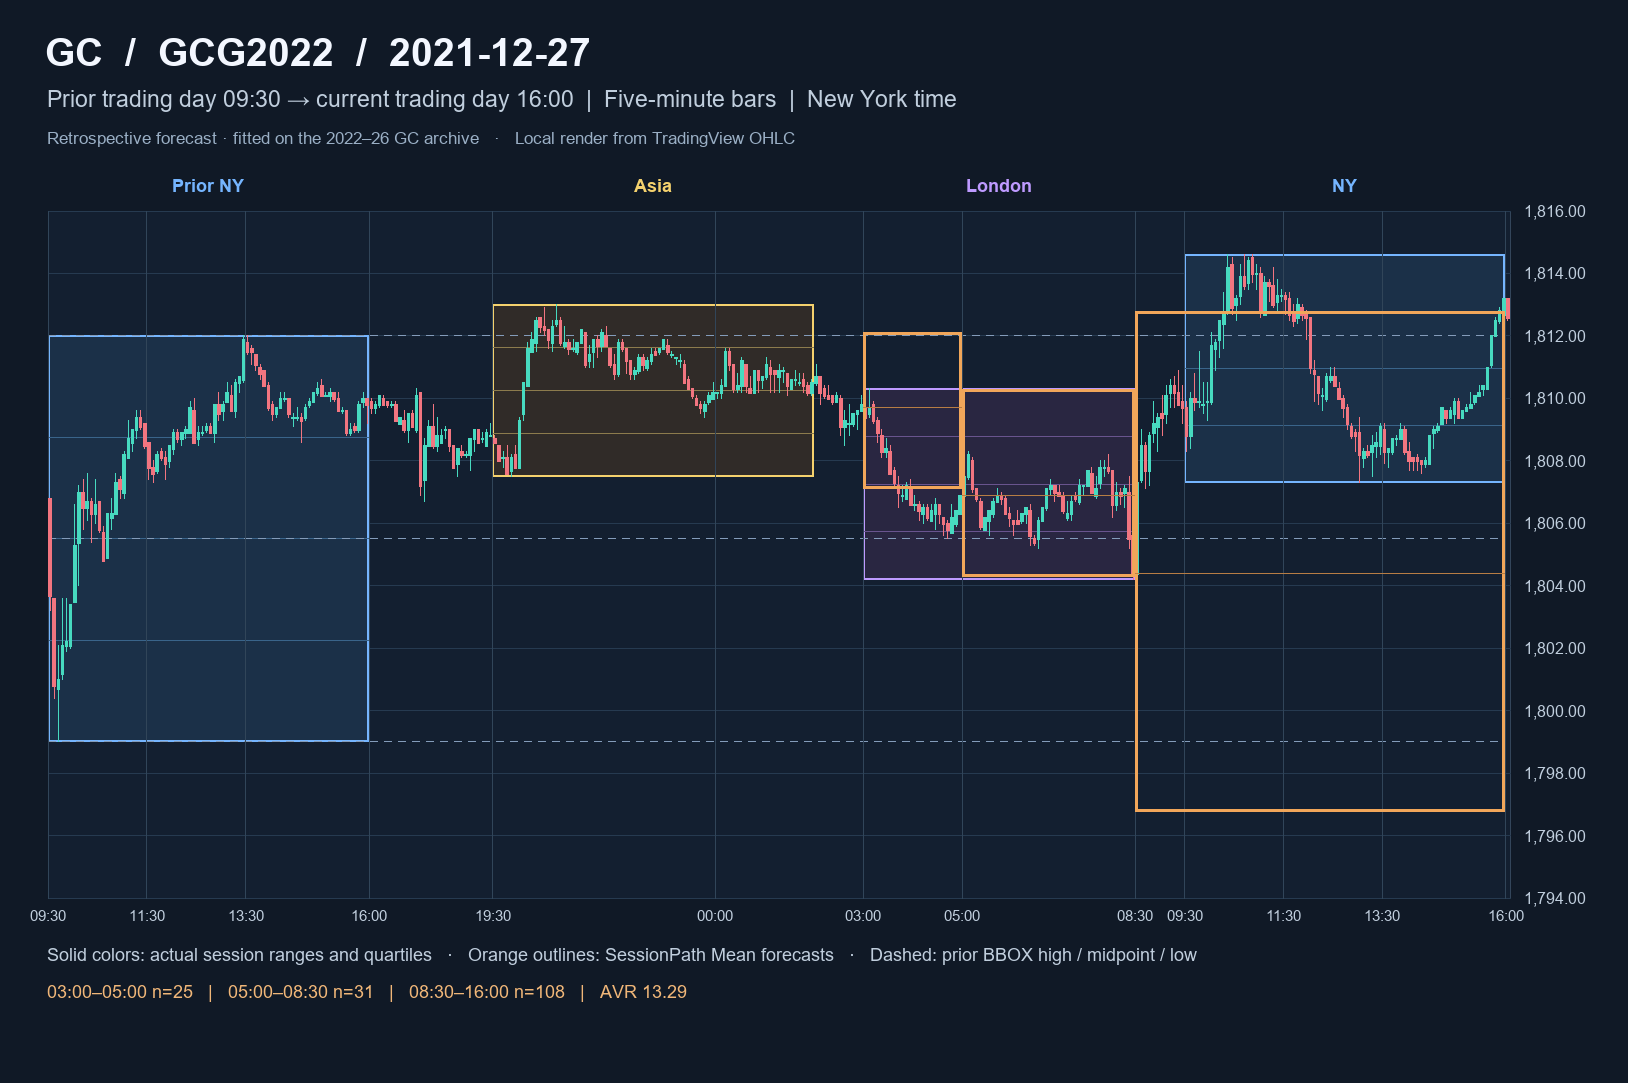 GC / GCG2022 / 2021-12-27
Prior trading day 09:30 → current trading day 16:00 | Five-minute bars | New York time
Retrospective forecast · fitted on the 2022–26 GC archive · Local render from TradingView OHLC
Prior NY Asia London NY
1,816.00
1,814.00
1,812.00
1,810.00
1,808.00
1,806.00
1,804.00
1,802.00
1,800.00
1,798.00
1,796.00
1,794.00
09:30 11:30 13:30 16:00 19:30 00:00 03:00 05:00 08:30 09:30 11:30 13:30 16:00
Solid colors: actual session ranges and quartiles · Orange outlines: SessionPath Mean forecasts · Dashed: prior BBOX high / midpoint / low
03:00–05:00 n=25 | 05:00–08:30 n=31 | 08:30–16:00 n=108 | AVR 13.29